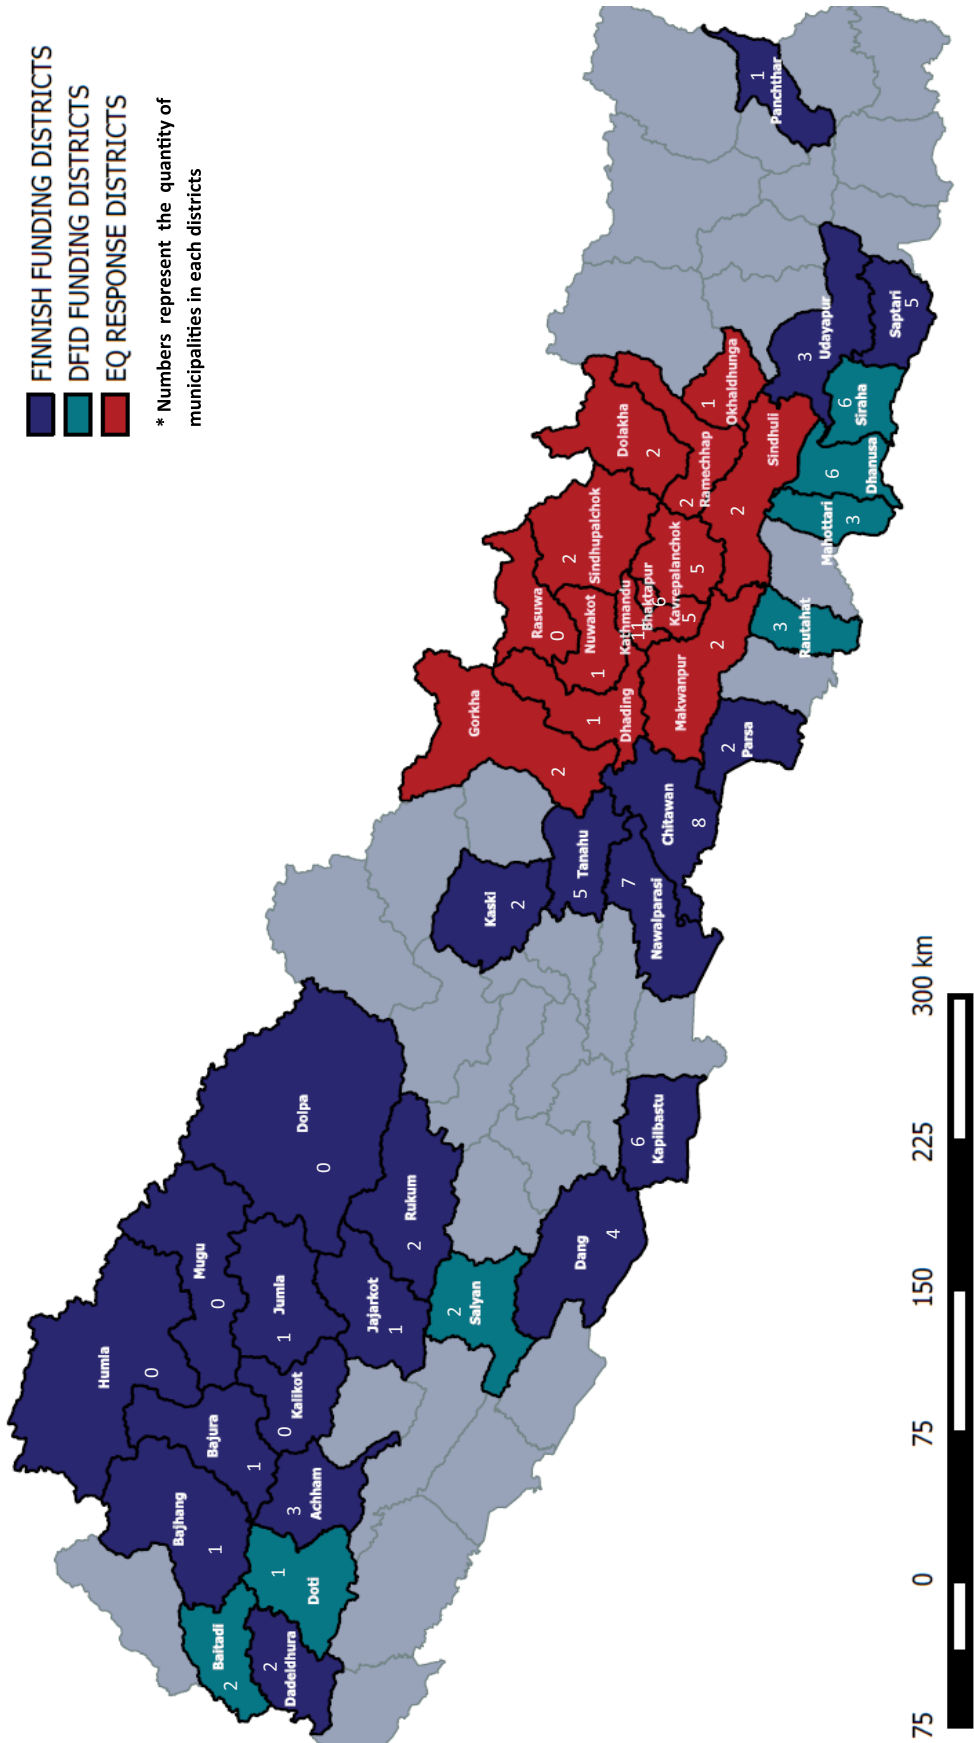 FINNISH FUNDING DISTRICTS
DFID FUNDING DISTRICTS
EQ RESPONSE DISTRICTS
* Numbers represent the quantity of
municipalities in each districts
Humla
0
Mugu
0
Bajhang
1
Bajura
1
Baitadi
2
Dadeldhura
2
Doti
1
Achham
3
Kalikot
0
Jumla
1
Dolpa
0
Jajarkot
1
Rukum
2
Salyan
2
Dang
4
Kapilbastu
6
Kaski
2
Tanahu
5
Nawalparasi
7
Chitawan
8
Parsa
2
Gorkha
2
Dhading
1
Rasuwa
0
Nuwakot
1
Kathmandu
11
Bhaktapur
6
Kavrepalanchok
5
5
Makwanpur
2
Sindhupalchok
2
Dolakha
2
Ramechhap
2
Okhaldhunga
1
Sindhuli
2
Rautahat
3
Mahottari
3
Dhanusa
6
Siraha
6
Udayapur
3
Saptari
5
Panchthar
1
75 0 75 150 225 300 km